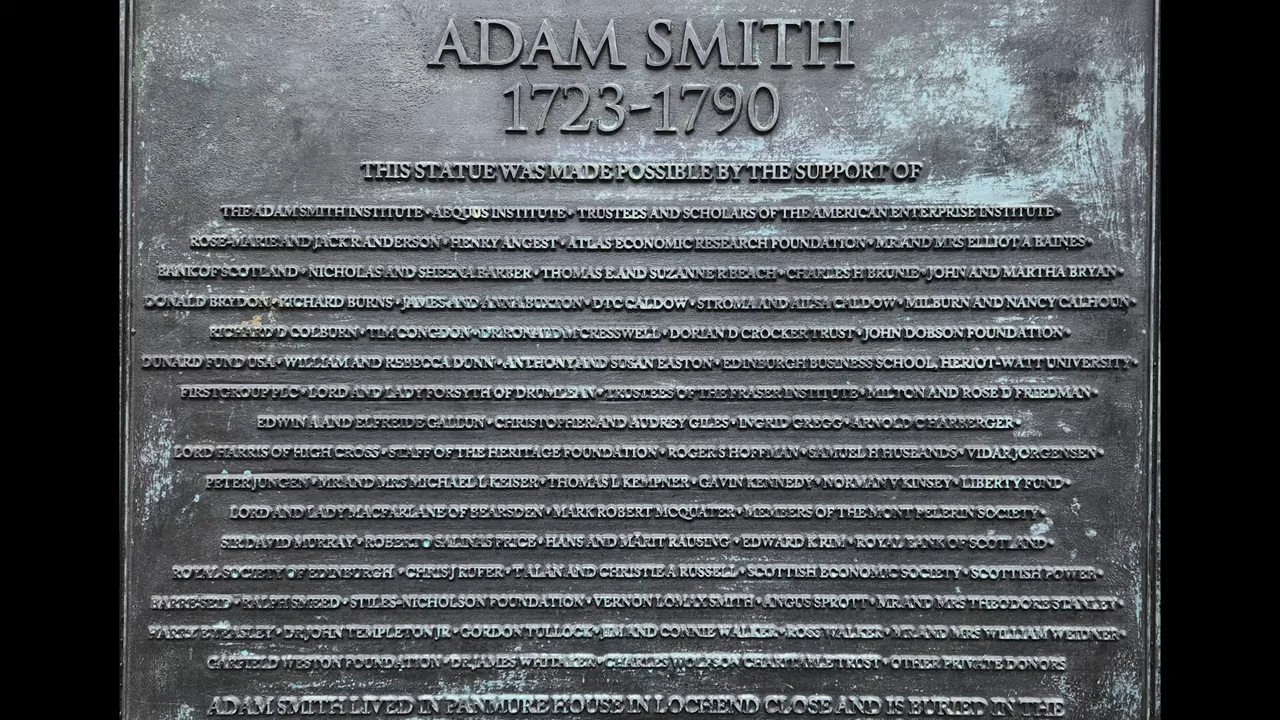 ADAM SMITH
1723-1790
THIS STATUE WAS MADE POSSIBLE BY THE SUPPORT OF
THE ADAM SMITH INSTITUTE • AEQUUS INSTITUTE • TRUSTEES AND SCHOLARS OF THE AMERICAN ENTERPRISE INSTITUTE •
ROSE-MARIE AND JACK R ANDERSON • HENRY ANGEST • ATLAS ECONOMIC RESEARCH FOUNDATION • MR AND MRS ELLIOT A BAINES •
BANK OF SCOTLAND • NICHOLAS AND SHEENA BARBER • THOMAS E AND SUZANNE R BEACH • CHARLES H BRUNIE • JOHN AND MARTHA BRYAN •
DONALD BRYDON • RICHARD BURNS • JAMES AND ANNA BUXTON • DTC CALDOW • STROMA AND AILSA CALDOW • MILBURN AND NANCY CALHOUN •
RICHARD D COLBURN • TIM CONGDON • DR RONALD M CRESSWELL • DORIAN D CROCKER TRUST • JOHN DOBSON FOUNDATION •
DUNARD FUND USA • WILLIAM AND REBECCA DUNN • ANTHONY AND SUSAN EASTON • EDINBURGH BUSINESS SCHOOL, HERIOT-WATT UNIVERSITY •
FIRSTGROUP PLC • LORD AND LADY FORSYTH OF DRUMLEAN • TRUSTEES OF THE FRASER INSTITUTE • MILTON AND ROSE D FRIEDMAN •
EDWIN A AND ELFREIDE GALLUN • CHRISTOPHER AND AUDREY GILES • INGRID GREGG • ARNOLD C HARBERGER •
LORD HARRIS OF HIGH CROSS • STAFF OF THE HERITAGE FOUNDATION • ROGER S HOFFMAN • SAMUEL H HUSBANDS • VIDAR JORGENSEN •
PETER JUNGEN • MR AND MRS MICHAEL L KEISER • THOMAS L KEMPNER • GAVIN KENNEDY • NORMAN V KINSEY • LIBERTY FUND •
LORD AND LADY MACFARLANE OF BEARSDEN • MARK ROBERT MCQUATER • MEMBERS OF THE MONT PELERIN SOCIETY •
SIR DAVID MURRAY • ROBERTO SALINAS PRICE • HANS AND MÄRIT RAUSING • EDWARD K RIM • ROYAL BANK OF SCOTLAND •
ROYAL SOCIETY OF EDINBURGH • CHRIS J RUFER • T ALAN AND CHRISTIE A RUSSELL • SCOTTISH ECONOMIC SOCIETY • SCOTTISH POWER •
BARRE SEID • RALPH SMEED • STILES-NICHOLSON FOUNDATION • VERNON LOMAX SMITH • ANGUS SPROTT • MR AND MRS THEODORE STANLEY •
HARRY E TEASLEY • DR JOHN TEMPLETON JR • GORDON TULLOCK • JIM AND CONNIE WALKER • ROSS WALKER • MR AND MRS WILLIAM WEIDNER •
GARFIELD WESTON FOUNDATION • DR JAMES WHITAKER • CHARLES WOLFSON CHARITABLE TRUST • OTHER PRIVATE DONORS
ADAM SMITH LIVED IN PANMURE HOUSE IN LOCHEND CLOSE AND IS BURIED IN THE